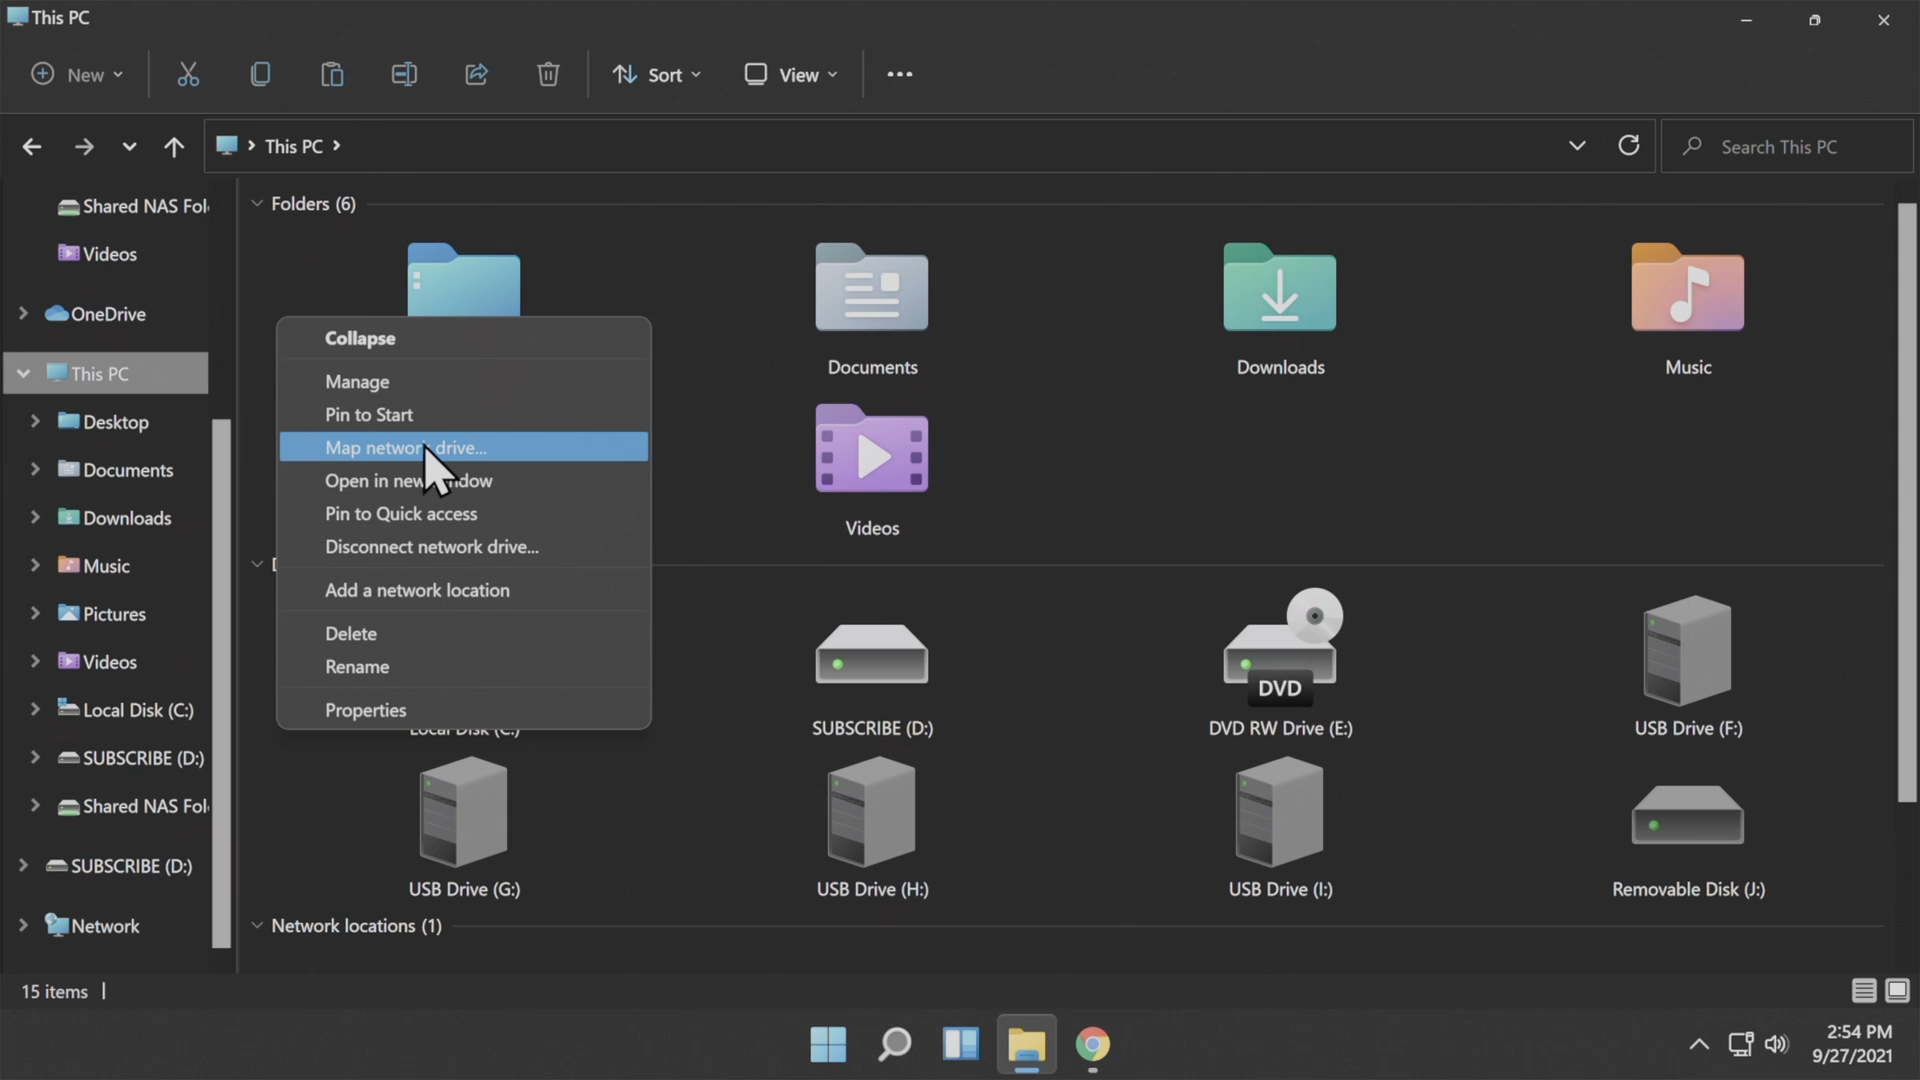 This PC
New
Sort
View
This PC
Search This PC
Shared NAS Fol
Videos
OneDrive
This PC
Desktop
Documents
Downloads
Music
Pictures
Videos
Local Disk (C:)
SUBSCRIBE (D:)
Shared NAS Fol
SUBSCRIBE (D:)
Network
Folders (6)
Documents
Downloads
Music
Videos
Collapse
Manage
Pin to Start
Map network drive...
Open in new window
Pin to Quick access
Disconnect network drive...
Add a network location
Delete
Rename
Properties
DVD
Local Disk (C:)
SUBSCRIBE (D:)
DVD RW Drive (E:)
USB Drive (F:)
USB Drive (G:)
USB Drive (H:)
USB Drive (I:)
Removable Disk (J:)
Network locations (1)
15 items
2:54 PM
9/27/2021